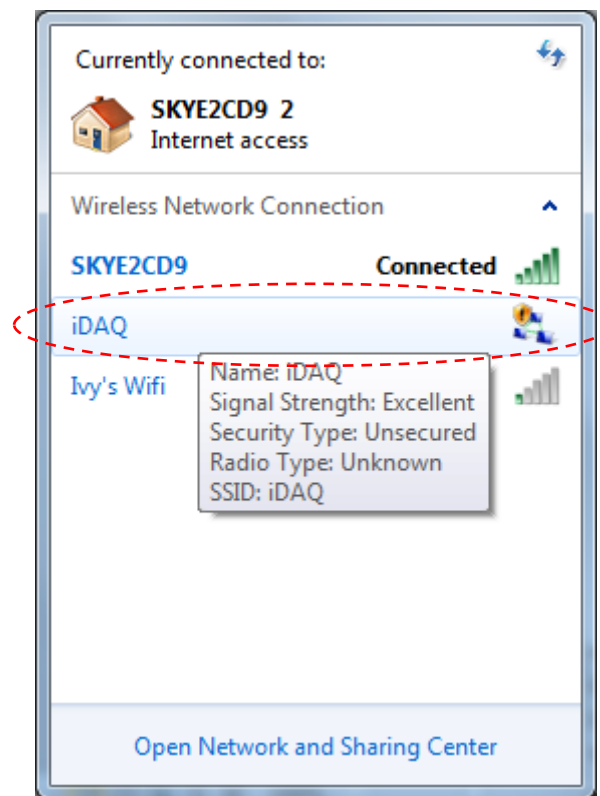 Currently connected to:
SKYE2CD9 2
Internet access
Wireless Network Connection
SKYE2CD9 Connected
iDAQ
Ivy's Wifi
Name: iDAQ
Signal Strength: Excellent
Security Type: Unsecured
Radio Type: Unknown
SSID: iDAQ
Open Network and Sharing Center